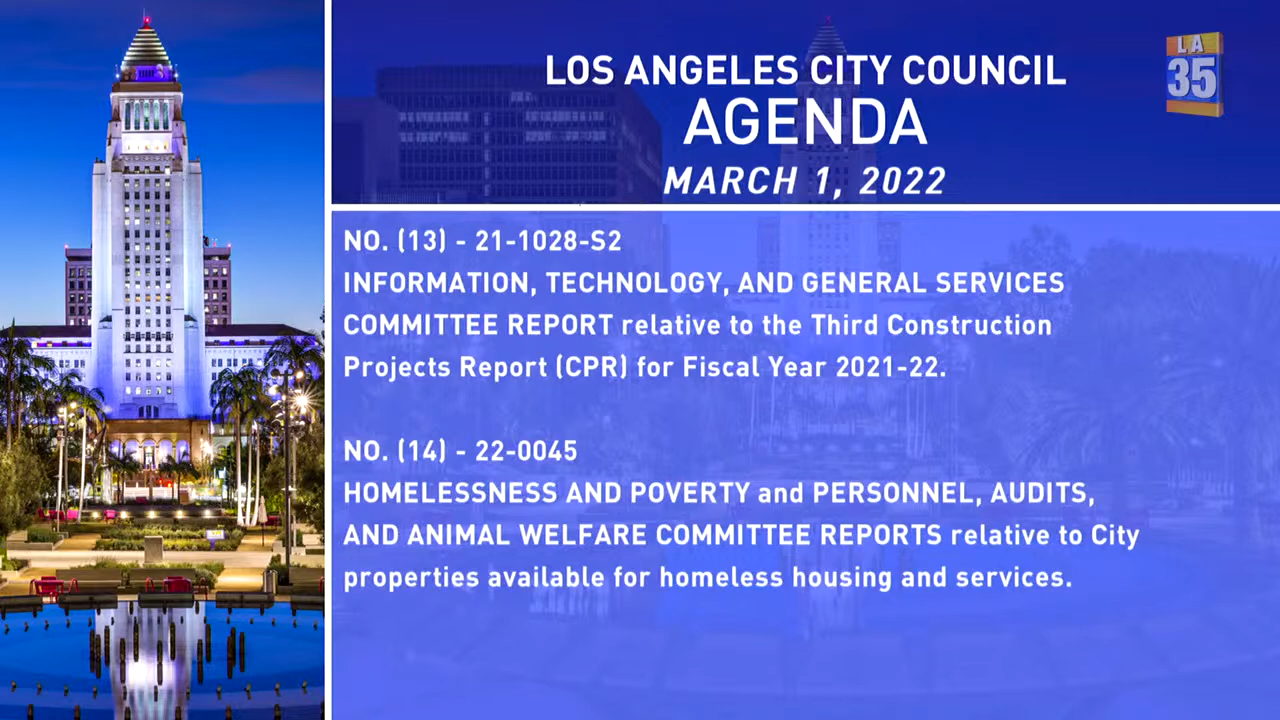 LOS ANGELES CITY COUNCIL
AGENDA
MARCH 1, 2022
LA
35
NO. (13) - 21-1028-S2
INFORMATION, TECHNOLOGY, AND GENERAL SERVICES
COMMITTEE REPORT relative to the Third Construction
Projects Report (CPR) for Fiscal Year 2021-22.
NO. (14) - 22-0045
HOMELESSNESS AND POVERTY and PERSONNEL, AUDITS,
AND ANIMAL WELFARE COMMITTEE REPORTS relative to City
properties available for homeless housing and services.